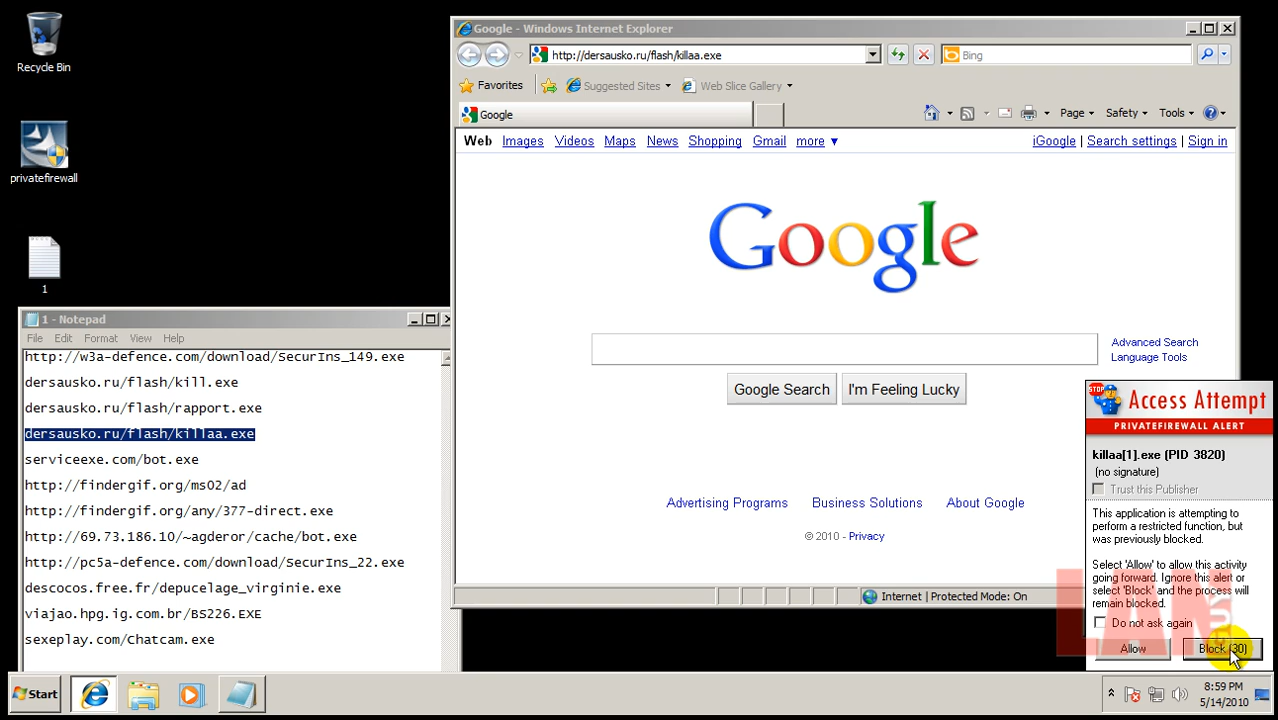 Recycle Bin
privatefirewall
1
Google - Windows Internet Explorer
http://dersausko.ru/flash/killaa.exe
Bing
Favorites
Suggested Sites
Web Slice Gallery
Google
Page
Safety
Tools
Web Images Videos Maps News Shopping Gmail more ▼
iGoogle | Search settings | Sign in
Google
Advanced Search
Language Tools
Google Search
I'm Feeling Lucky
Advertising Programs
Business Solutions
About Google
© 2010 - Privacy
Internet | Protected Mode: On
1 - Notepad
File Edit Format View Help
http://w3a-defence.com/download/SecurIns_149.exe
dersausko.ru/flash/kill.exe
dersausko.ru/flash/rapport.exe
dersausko.ru/flash/killaa.exe
serviceexe.com/bot.exe
http://findergif.org/ms02/ad
http://findergif.org/any/377-direct.exe
http://69.73.186.10/~agderor/cache/bot.exe
http://pc5a-defence.com/download/SecurIns_22.exe
descocos.free.fr/depucelage_virginie.exe
viajao.hpg.ig.com.br/BS226.EXE
sexeplay.com/Chatcam.exe
STOP
Access Attempt
PRIVATEFIREWALL ALERT
killaa[1].exe (PID 3820)
(no signature)
Trust this Publisher
This application is attempting to
perform a restricted function, but
was previously blocked.
Select 'Allow' to allow this activity
going forward. Ignore this alert or
select 'Block' and the process will
remain blocked.
Do not ask again
Allow
Block (30)
LAN
Start
8:59 PM
5/14/2010